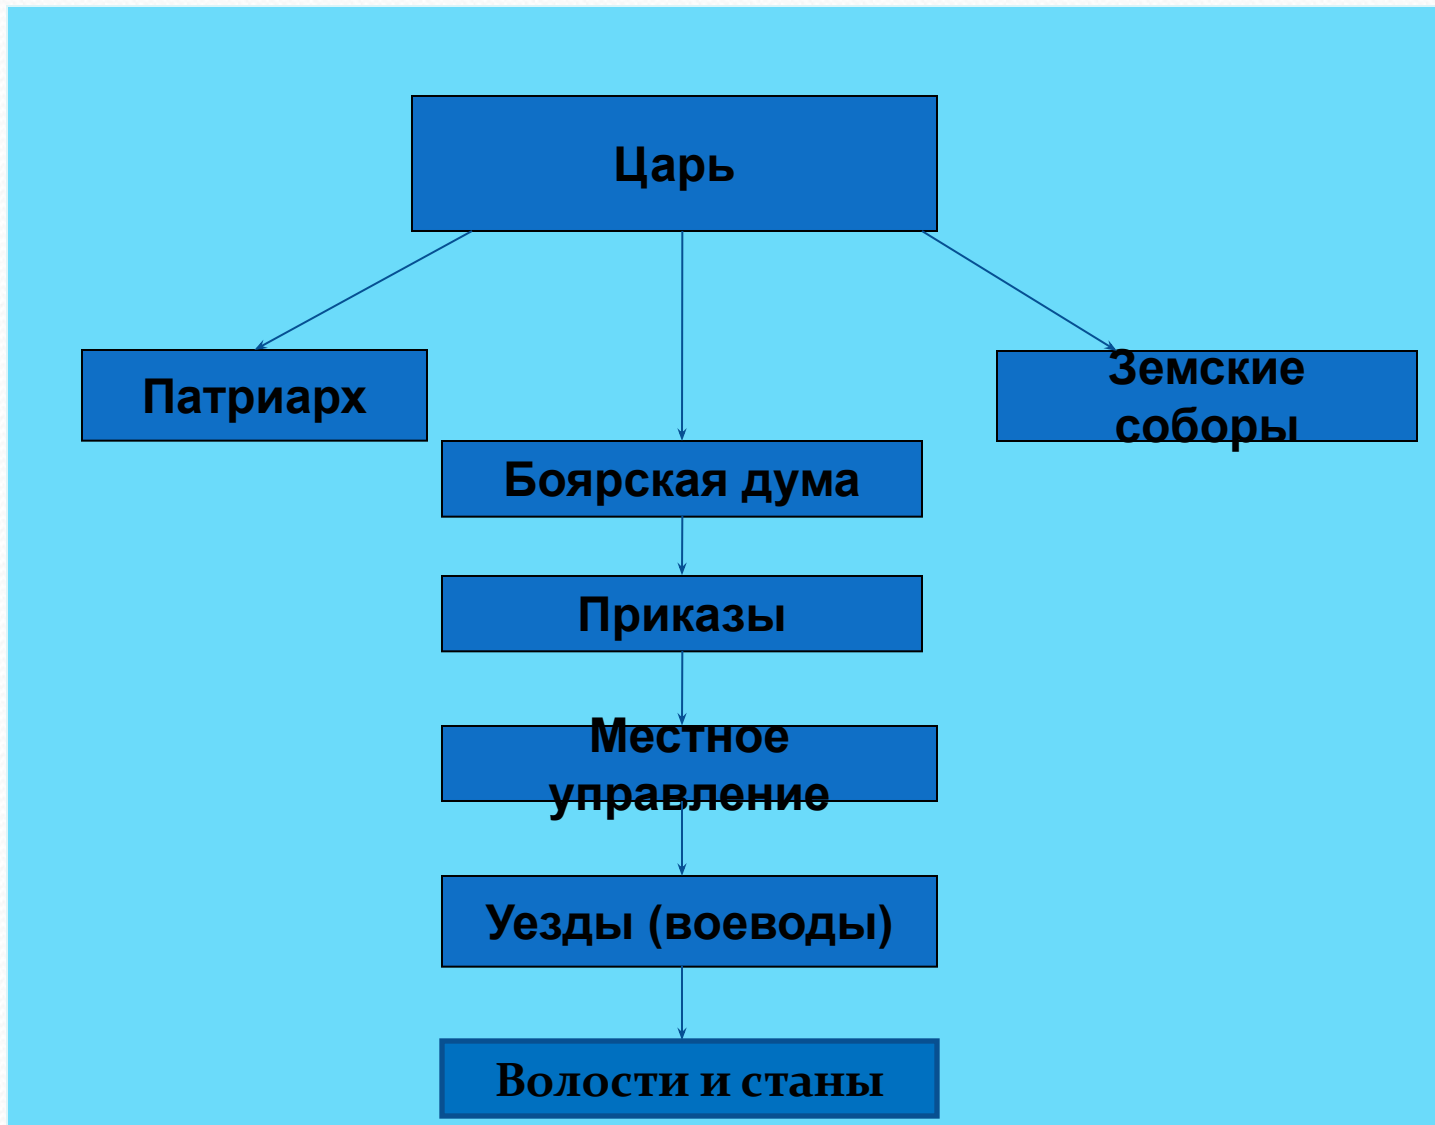 Царь
Патриарх
Земские
соборы
Боярская дума
Приказы
Местное
управление
Уезды (воеводы)
Волости и станы